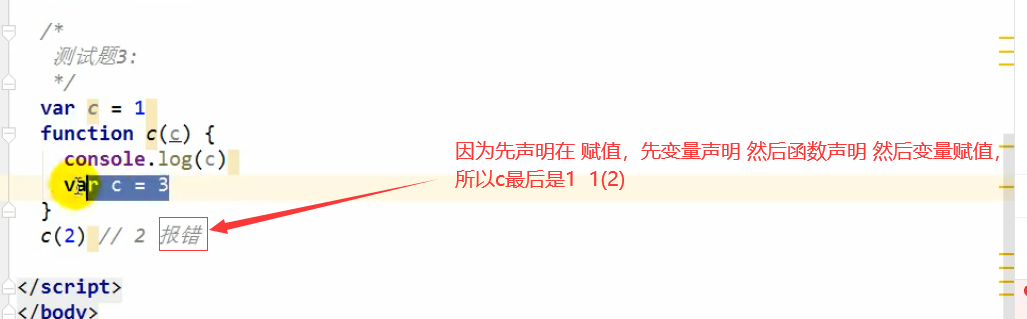 /*
测试题3:
*/
var c = 1
function c(c) {
console.log(c)
因为先声明在 赋值，先变量声明 然后函数声明 然后变量赋值，
所以c最后是1 1(2)
var c = 3
}
c(2) // 2 报错
</script>
</body>